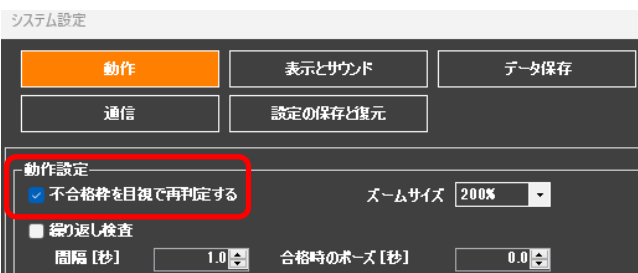 システム設定
動作 表示とサウンド データ保存
通信 設定の保存と復元
動作設定
不合格枠を目視で再判定する ズームサイズ 200%
繰り返し検査
間隔 [秒] 1.0 合格時のポーズ [秒] 0.0